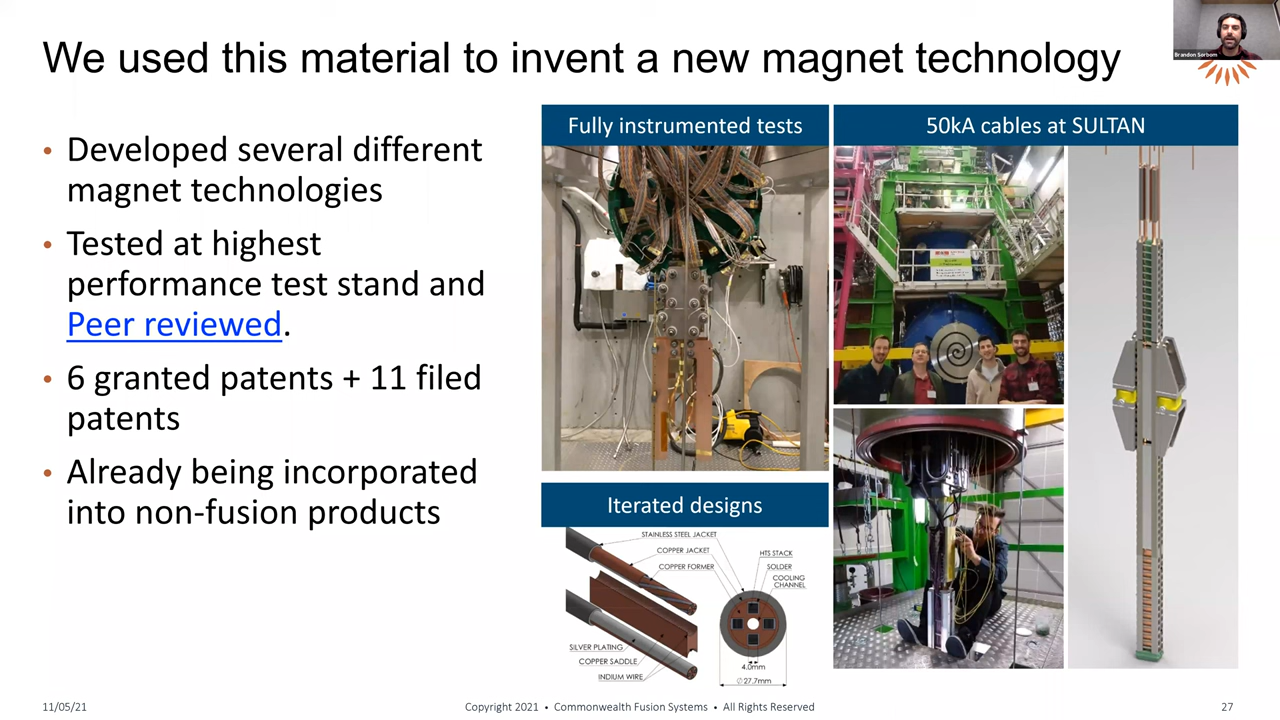 We used this material to invent a new magnet technology
Brandon Sorbom
• Developed several different
magnet technologies
• Tested at highest
performance test stand and
Peer reviewed.
• 6 granted patents + 11 filed
patents
• Already being incorporated
into non-fusion products
Fully instrumented tests
50kA cables at SULTAN
Iterated designs
STAINLESS STEEL JACKET
COPPER JACKET
COPPER FORMER
HTS STACK
SOLDER
COOLING
CHANNEL
SILVER PLATING
COPPER SADDLE
INDIUM WIRE
4.0mm
∅27.7mm
11/05/21
Copyright 2021 • Commonwealth Fusion Systems • All Rights Reserved
27